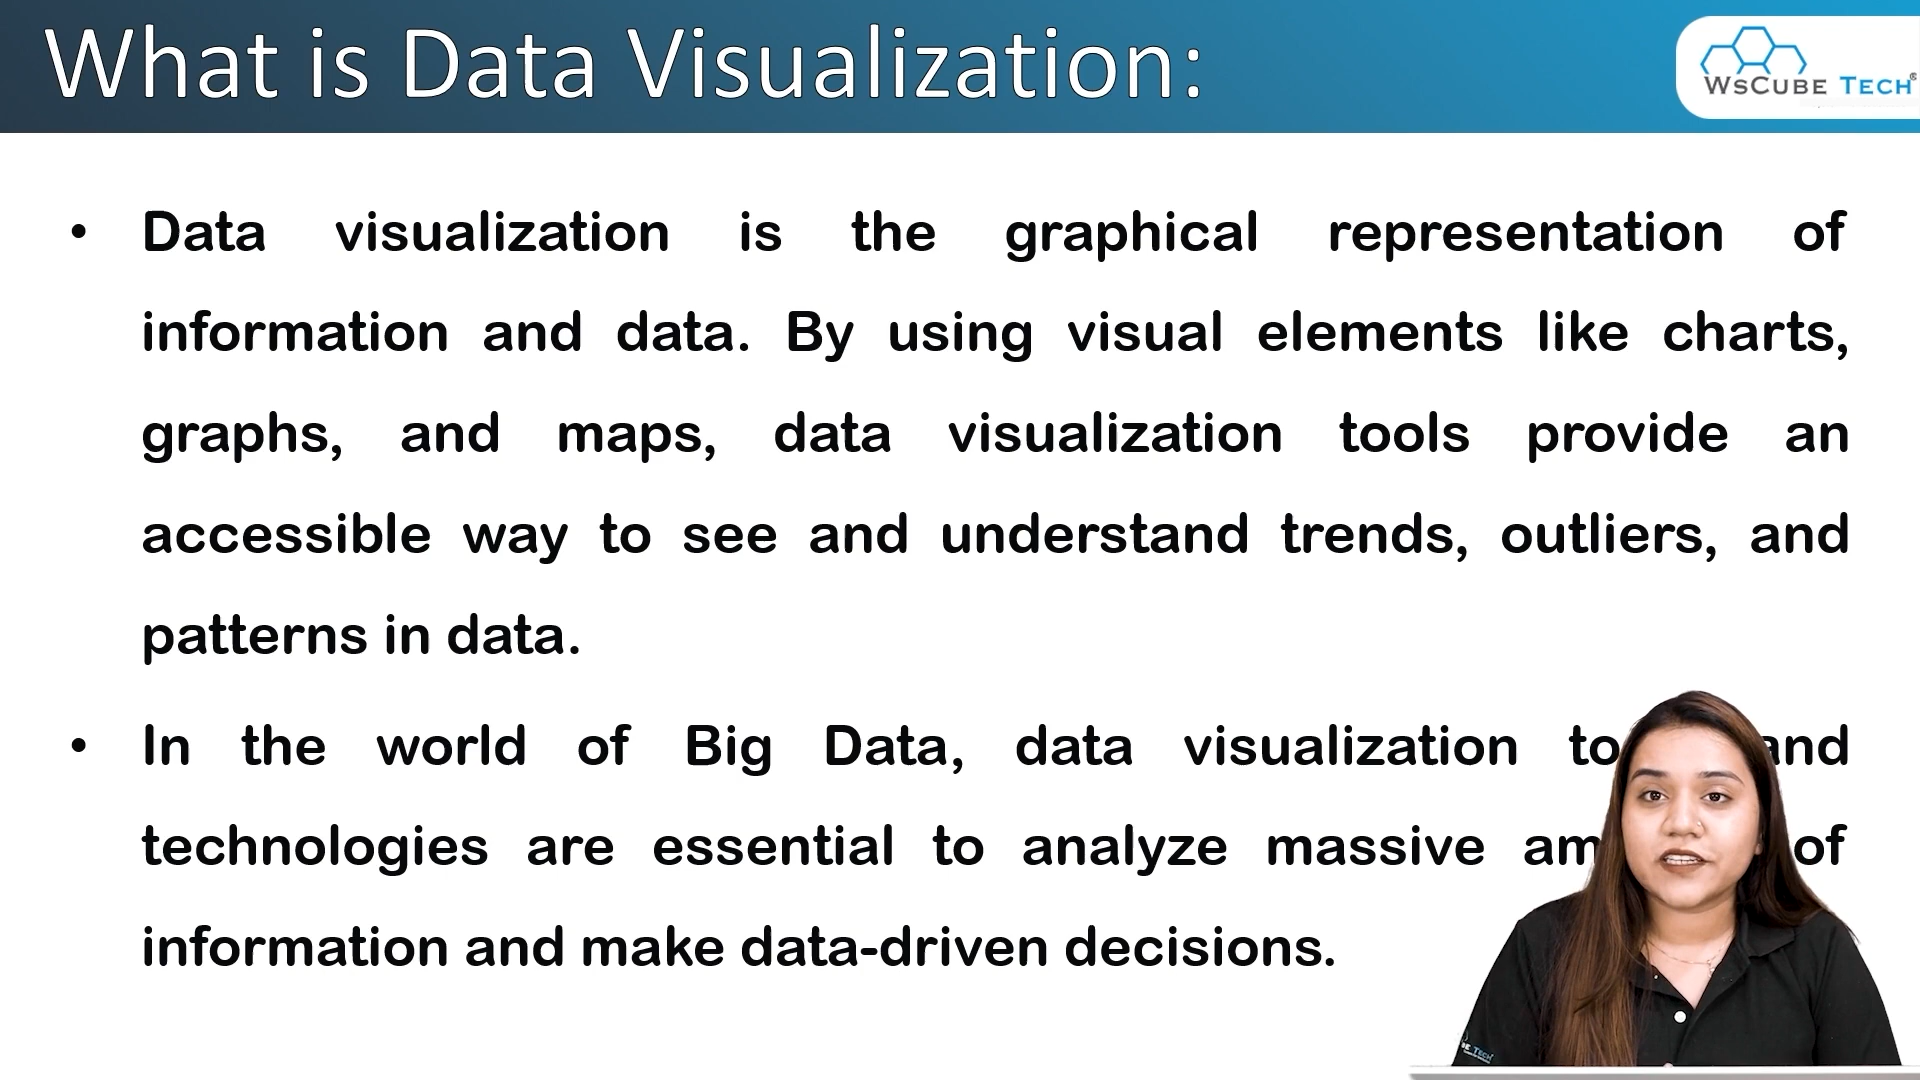 What is Data Visualization:
WSCUBE TECH
• Data visualization is the graphical representation of
information and data. By using visual elements like charts,
graphs, and maps, data visualization tools provide an
accessible way to see and understand trends, outliers, and
patterns in data.
• In the world of Big Data, data visualization and
technologies are essential to analyze massive of
information and make data-driven decisions.